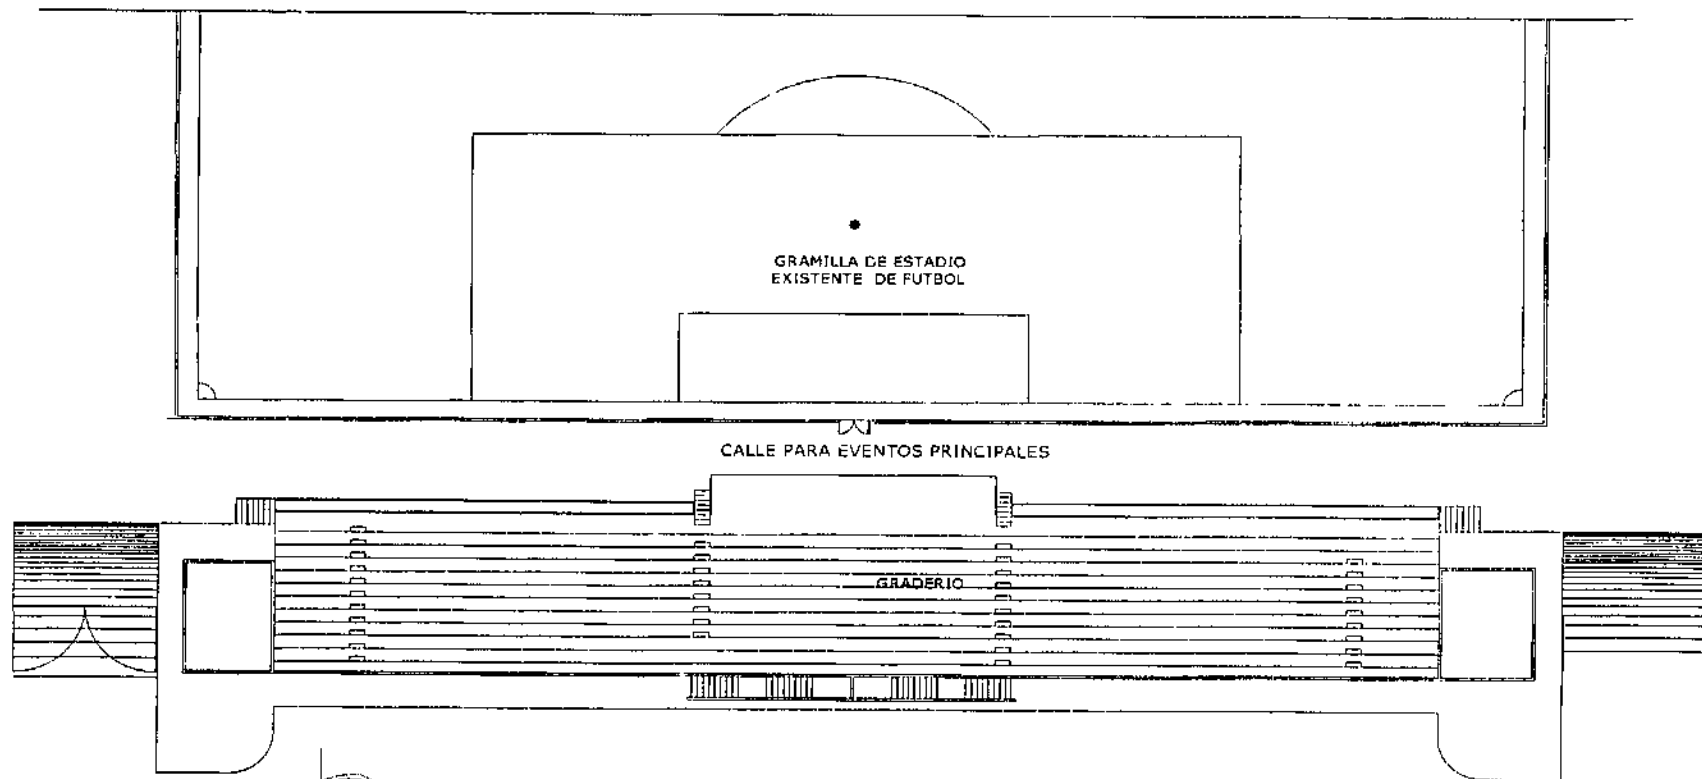 GRAMILLA DE ESTADIO
EXISTENTE DE FUTBOL
CALLE PARA EVENTOS PRINCIPALES
GRADERIO